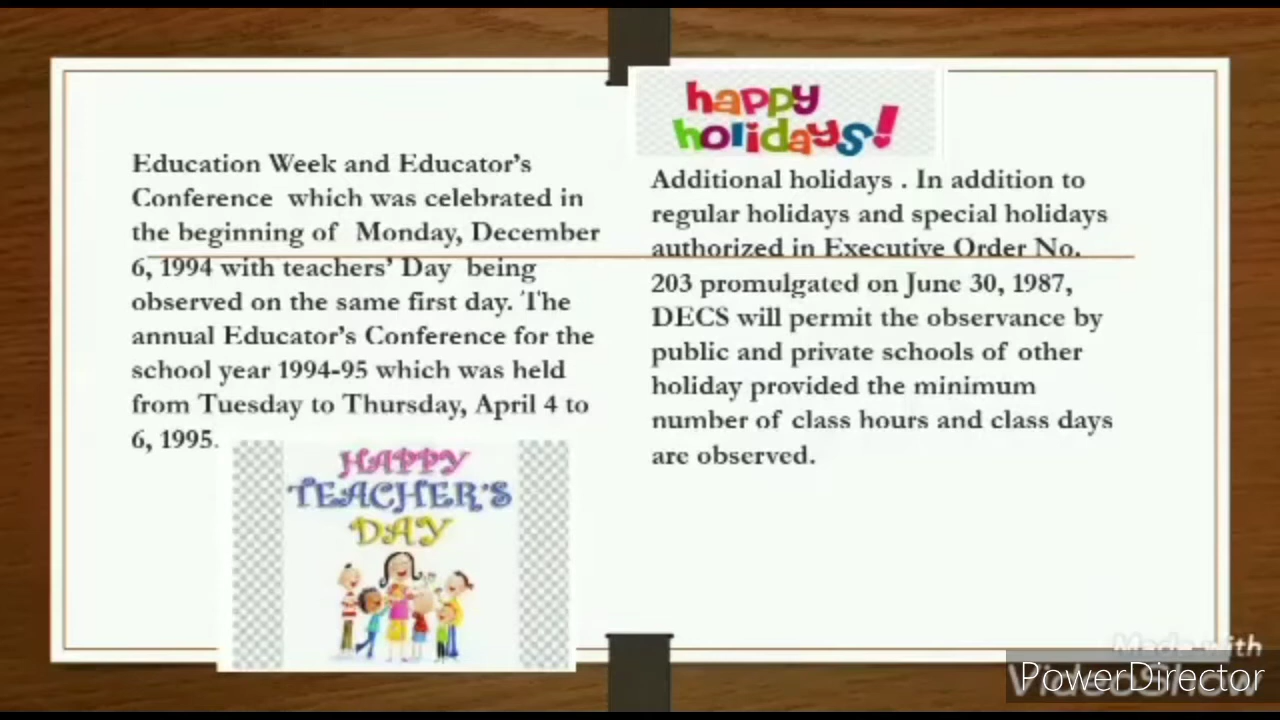 Education Week and Educator's
Conference which was celebrated in
the beginning of Monday, December
6, 1994 with teachers' Day being
observed on the same first day. The
annual Educator's Conference for the
school year 1994-95 which was held
from Tuesday to Thursday, April 4 to
6, 1995.
HAPPY
TEACHER'S
DAY
happy
holidays!
Additional holidays . In addition to
regular holidays and special holidays
authorized in Executive Order No.
203 promulgated on June 30, 1987,
DECS will permit the observance by
public and private schools of other
holiday provided the minimum
number of class hours and class days
are observed.
Made with
VideoShow
PowerDirector